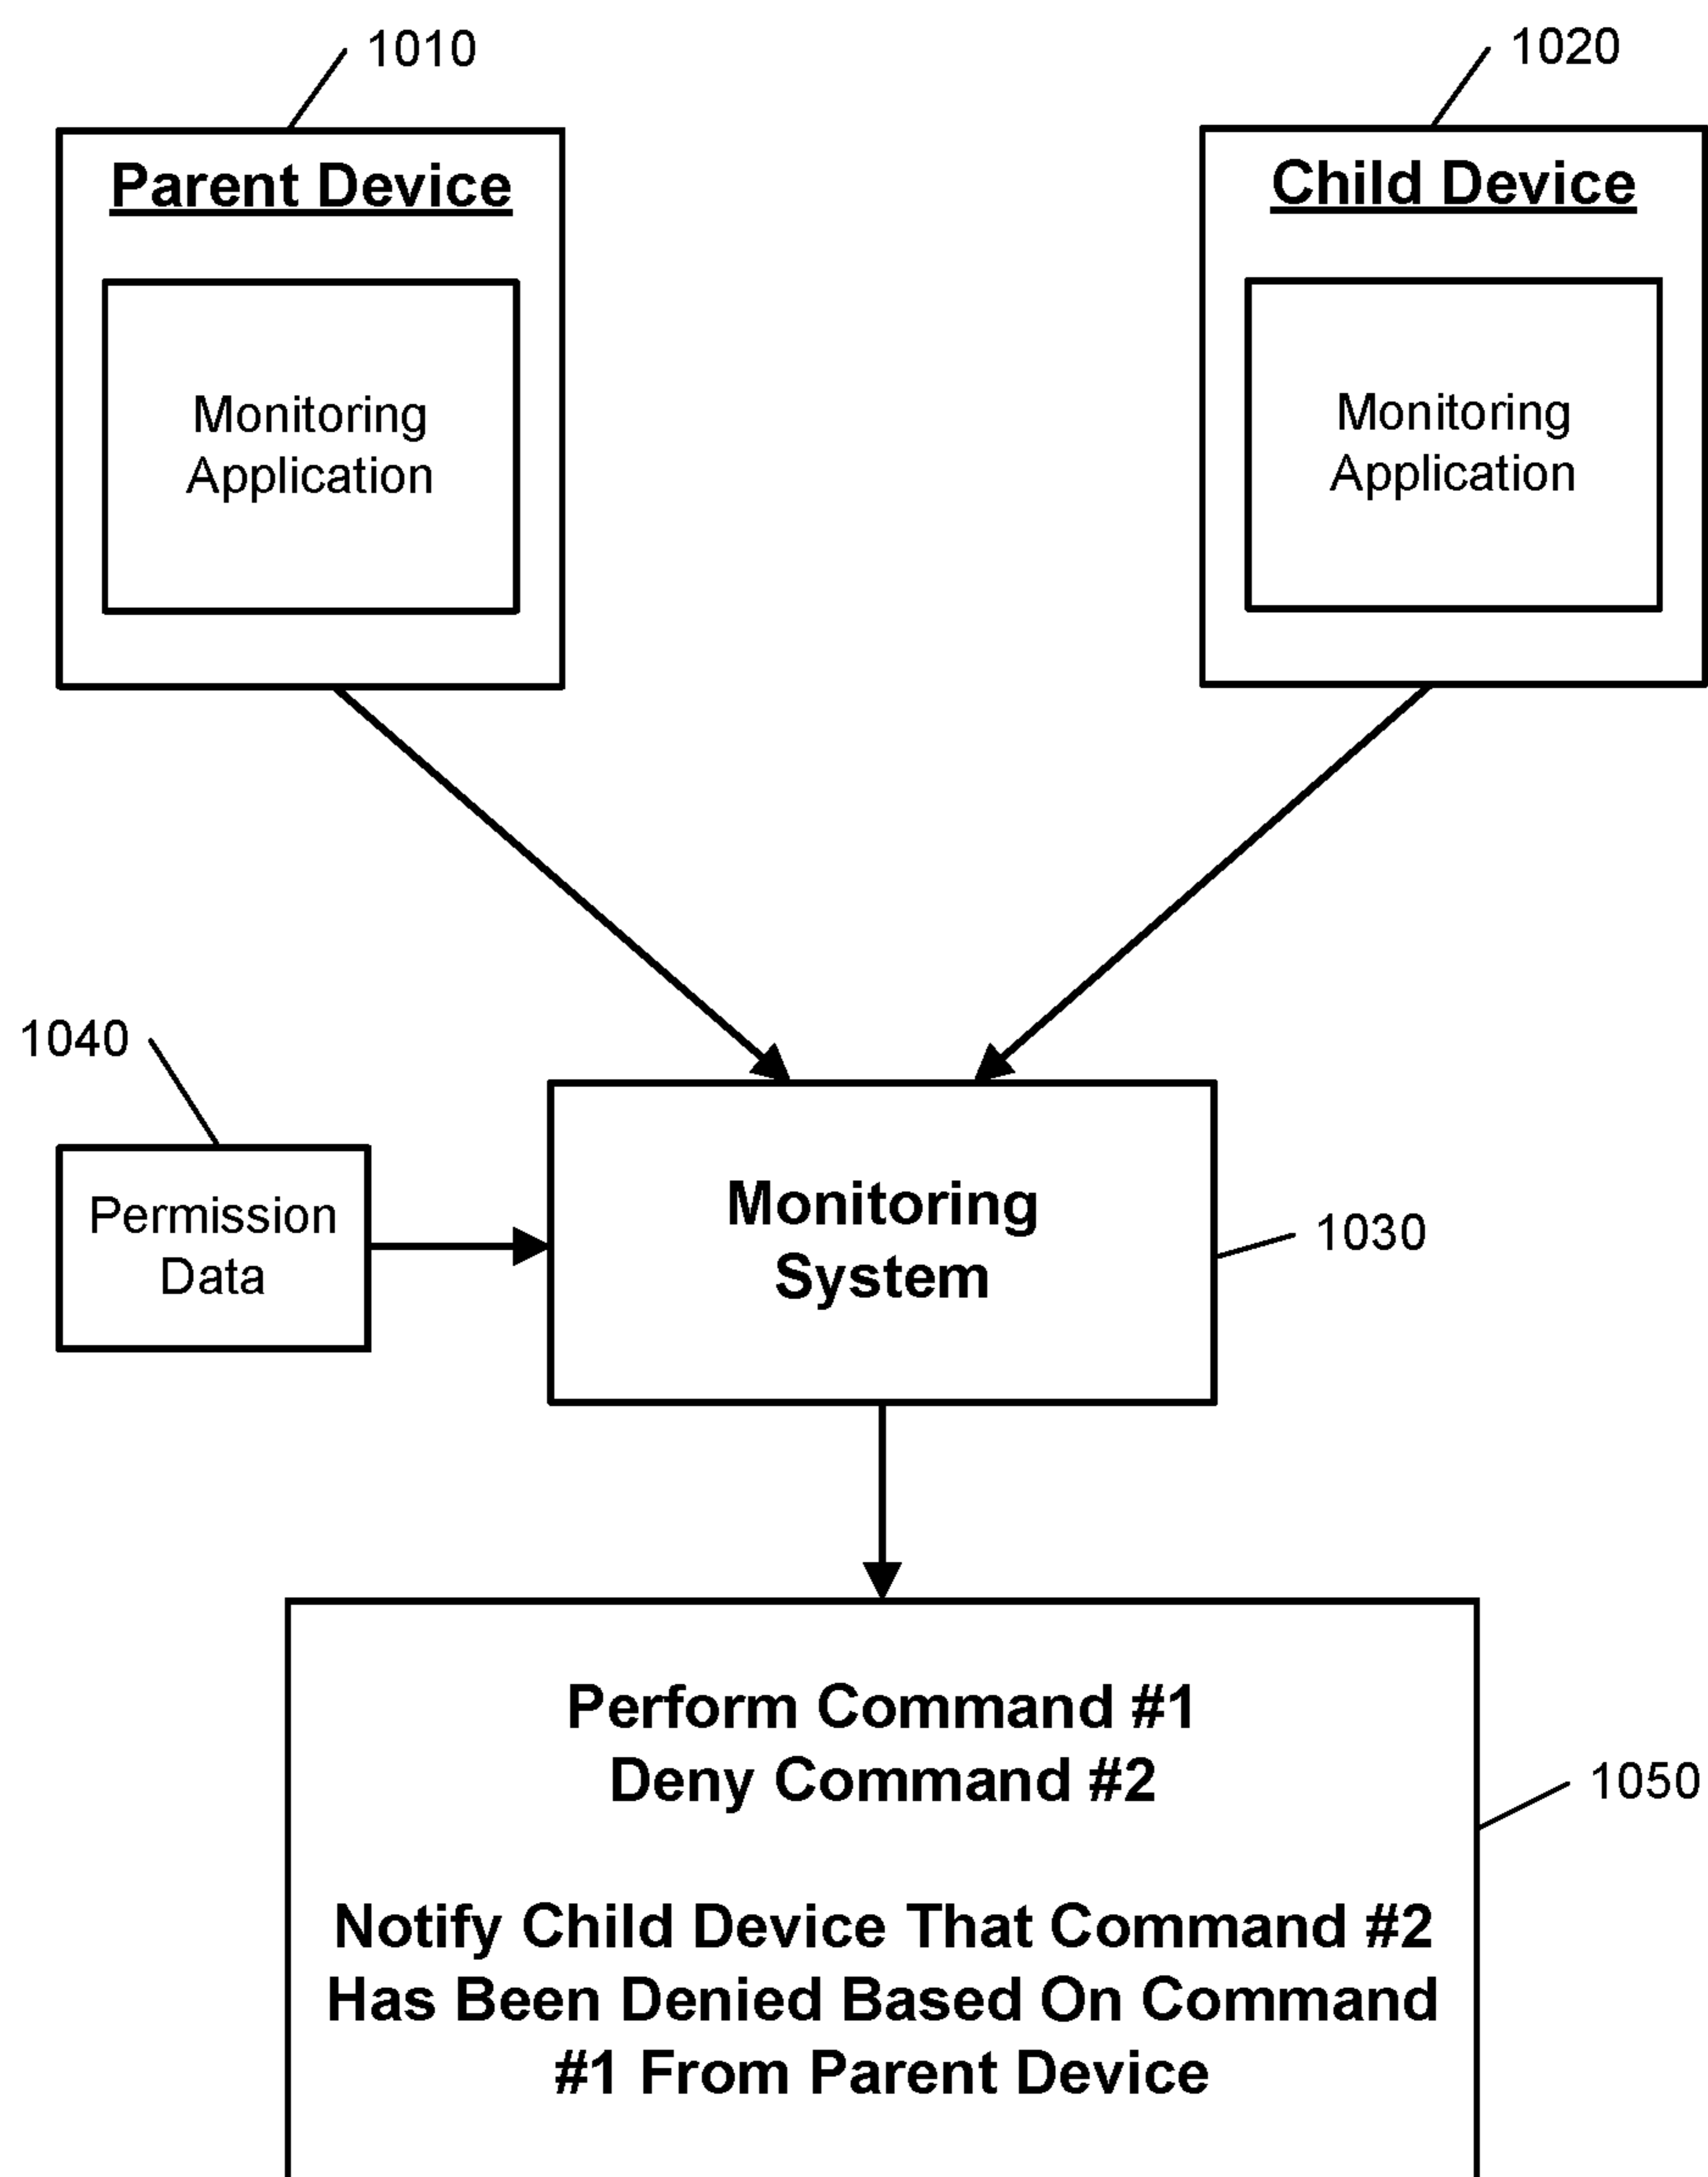 1010
1020
Parent Device
Child Device
Monitoring
Application
Monitoring
Application
1040
Permission
Data
Monitoring
System
1030
Perform Command #1
Deny Command #2
1050
Notify Child Device That Command #2
Has Been Denied Based On Command
#1 From Parent Device